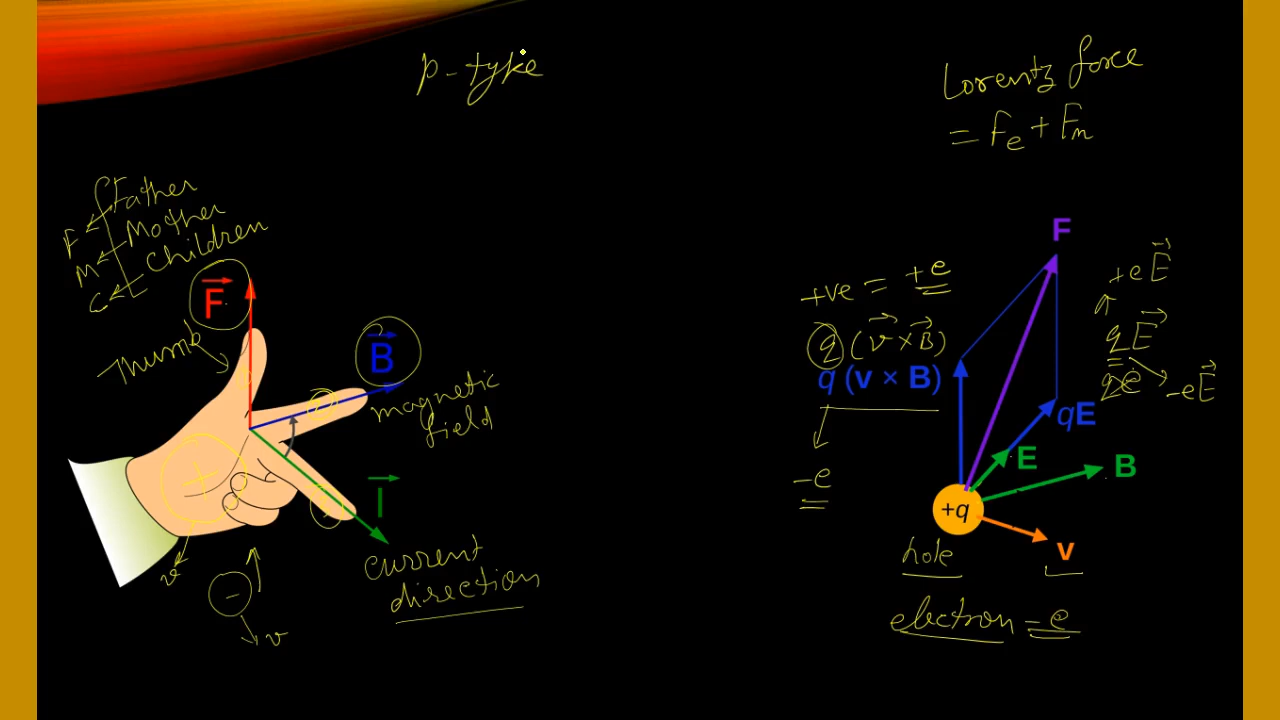 p-type
Lorentz force
= Fe + Fm
Father
Mother
Children
F
M
C
F
Thumb
B
magnetic
field
I
current
direction
+
v
-
v
F
+ve = +e
q (v × B)
q (v × B)
-e
+eE
qE
-eE
qE
E
B
+q
v
hole
electron = e